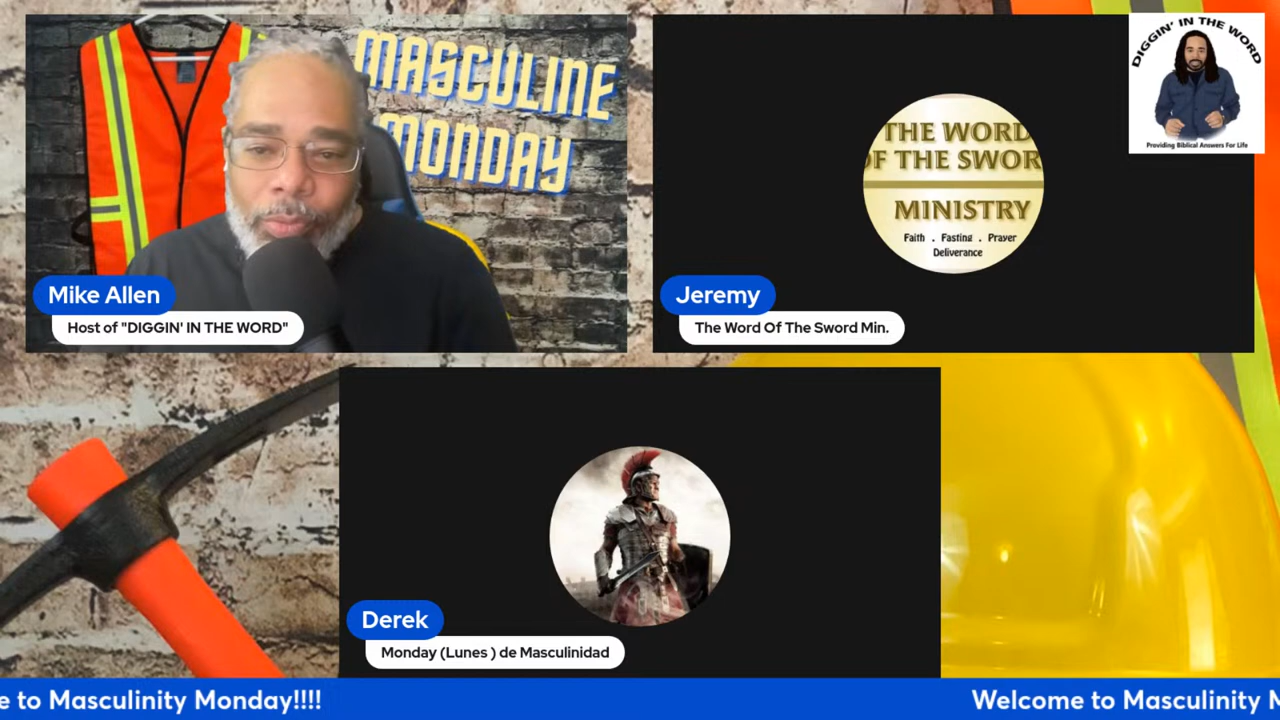 MASCULINE
MONDAY
Mike Allen
Host of "DIGGIN' IN THE WORD"
THE WORD
OF THE SWOR
MINISTRY
Faith . Fasting . Prayer
Deliverance
Jeremy
The Word Of The Sword Min.
DIGGIN' IN THE WORD
Providing Biblical Answers For Life
Derek
Monday (Lunes ) de Masculinidad
e to Masculinity Monday!!!!
Welcome to Masculinity M